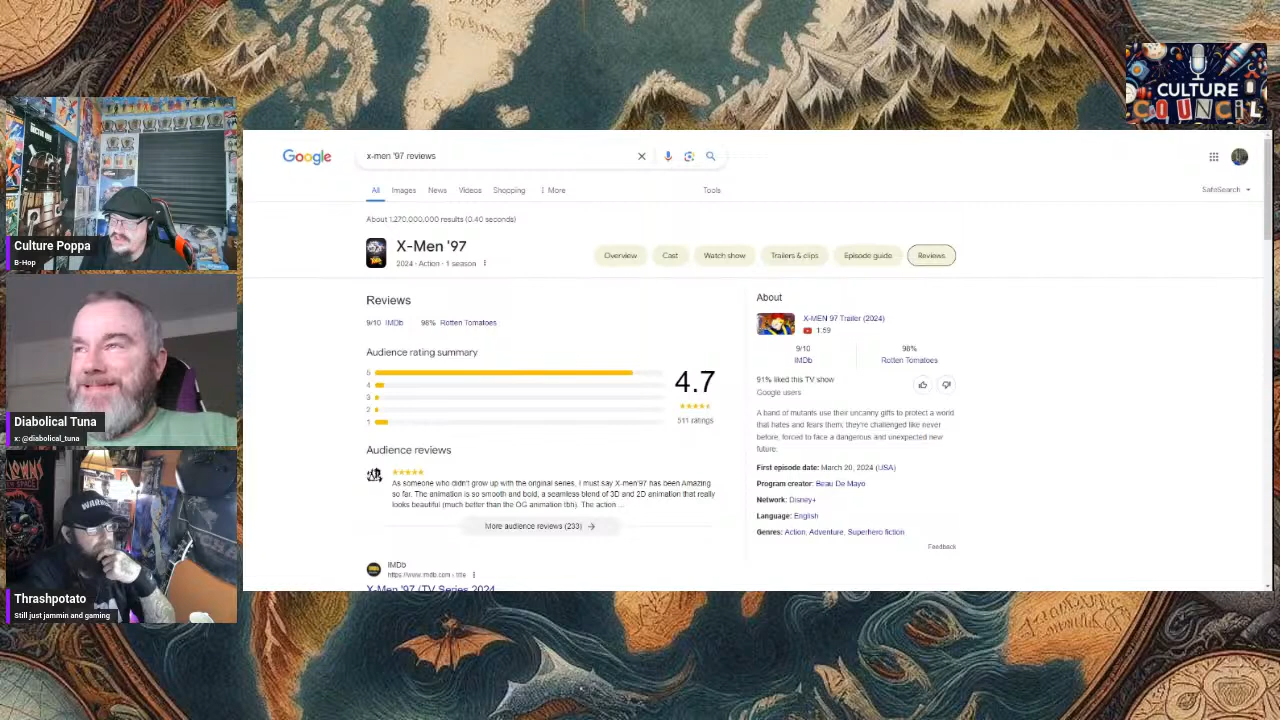 CULTURE
COUNCIL
Culture Poppa
B-Hop
Diabolical Tuna
x: @diabolical_tuna
Thrashpotato
Still just jammin and gaming
Google
x-men '97 reviews
All
Images
News
Videos
Shopping
More
Tools
SafeSearch
About 1,270,000,000 results (0.40 seconds)
X-Men '97
2024 · Action · 1 season
Overview
Cast
Watch show
Trailers & clips
Episode guide
Reviews
Reviews
9/10 IMDb 98% Rotten Tomatoes
Audience rating summary
5
4
3
2
1
4.7
511 ratings
Audience reviews
As someone who didn't grow up with the original series, I must say X-men'97 has been Amazing
so far. The animation is so smooth and bold, a seamless blend of 3D and 2D animation that really
looks beautiful (much better than the OG animation tbh). The action ...
More audience reviews (233)
IMDb
https://www.imdb.com › title
X-Men '97 (TV Series 2024
About
X-MEN 97 Trailer (2024)
1:59
9/10
IMDb
98%
Rotten Tomatoes
91% liked this TV show
Google users
A band of mutants use their uncanny gifts to protect a world
that hates and fears them; they're challenged like never
before, forced to face a dangerous and unexpected new
future.
First episode date: March 20, 2024 (USA)
Program creator: Beau De Mayo
Network: Disney+
Language: English
Genres: Action, Adventure, Superhero fiction
Feedback